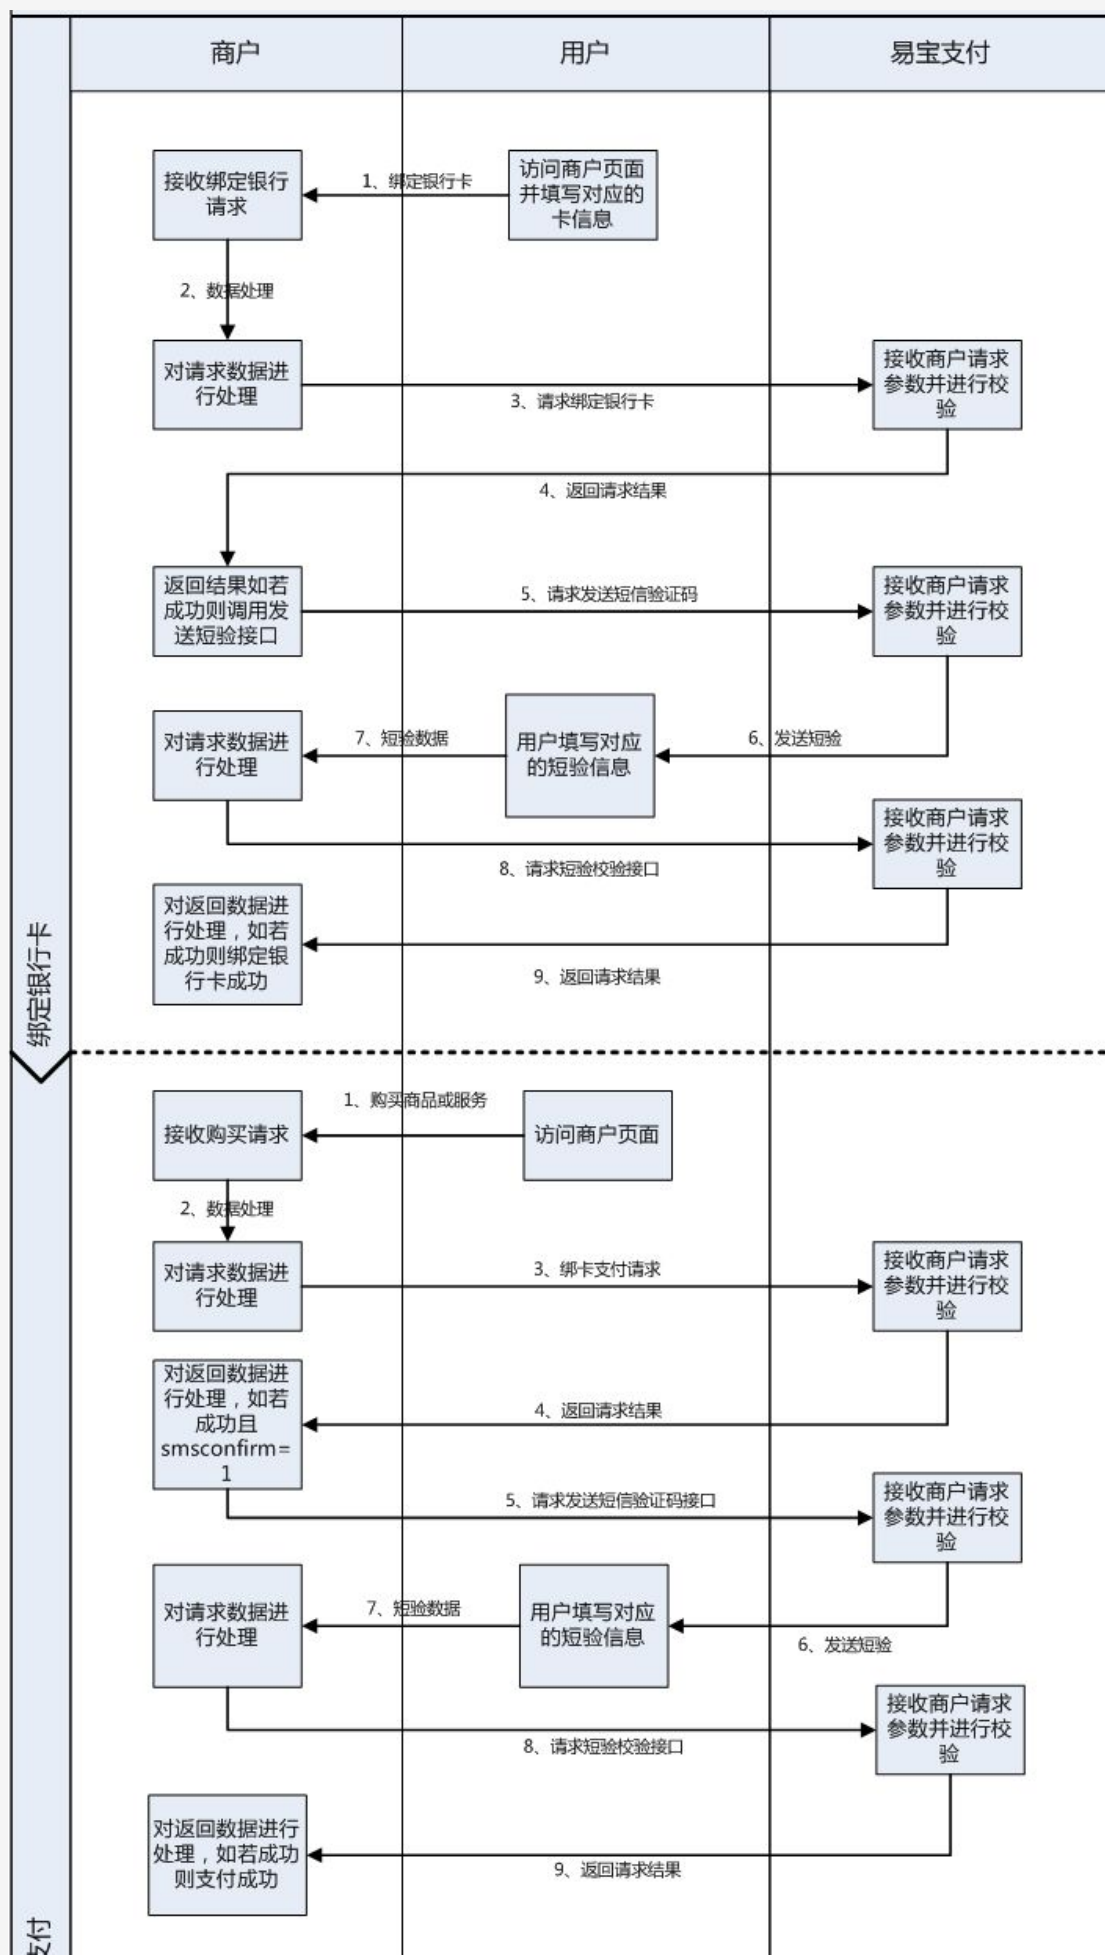 商户
用户
易宝支付
接收绑定银行
请求
1、绑定银行卡
访问商户页面
并填写对应的
卡信息
2、数据处理
对请求数据进
行处理
3、请求绑定银行卡
接收商户请求
参数并进行校
验
4、返回请求结果
返回结果如若
成功则调用发
送短验接口
5、请求发送短信验证码
接收商户请求
参数并进行校
验
对请求数据进
行处理
7、短验数据
用户填写对应
的短验信息
6、发送短验
8、请求短验校验接口
接收商户请求
参数并进行校
验
对返回数据进
行处理，如若
成功则绑定银
行卡成功
9、返回请求结果
绑定银行卡
接收购买请求
1、购买商品或服务
访问商户页面
2、数据处理
对请求数据进
行处理
3、绑卡支付请求
接收商户请求
参数并进行校
验
对返回数据进
行处理，如若
成功且
smsconfirm=
1
4、返回请求结果
5、请求发送短信验证码接口
接收商户请求
参数并进行校
验
对请求数据进
行处理
7、短验数据
用户填写对应
的短验信息
6、发送短验
8、请求短验校验接口
接收商户请求
参数并进行校
验
对返回数据进行
处理，如若成功
则支付成功
9、返回请求结果
支付